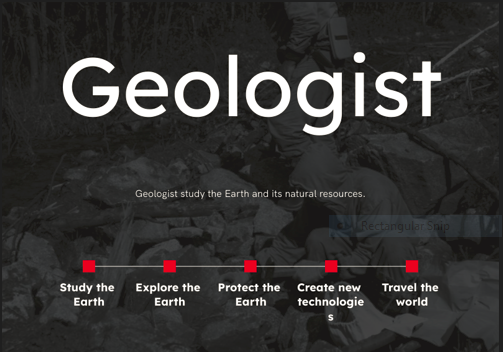 Geologist
Geologist study the Earth and its natural resources.
Rectangular Snip
Study the
Earth
Explore the
Earth
Protect the
Earth
Create new
technologie
s
Travel the
world